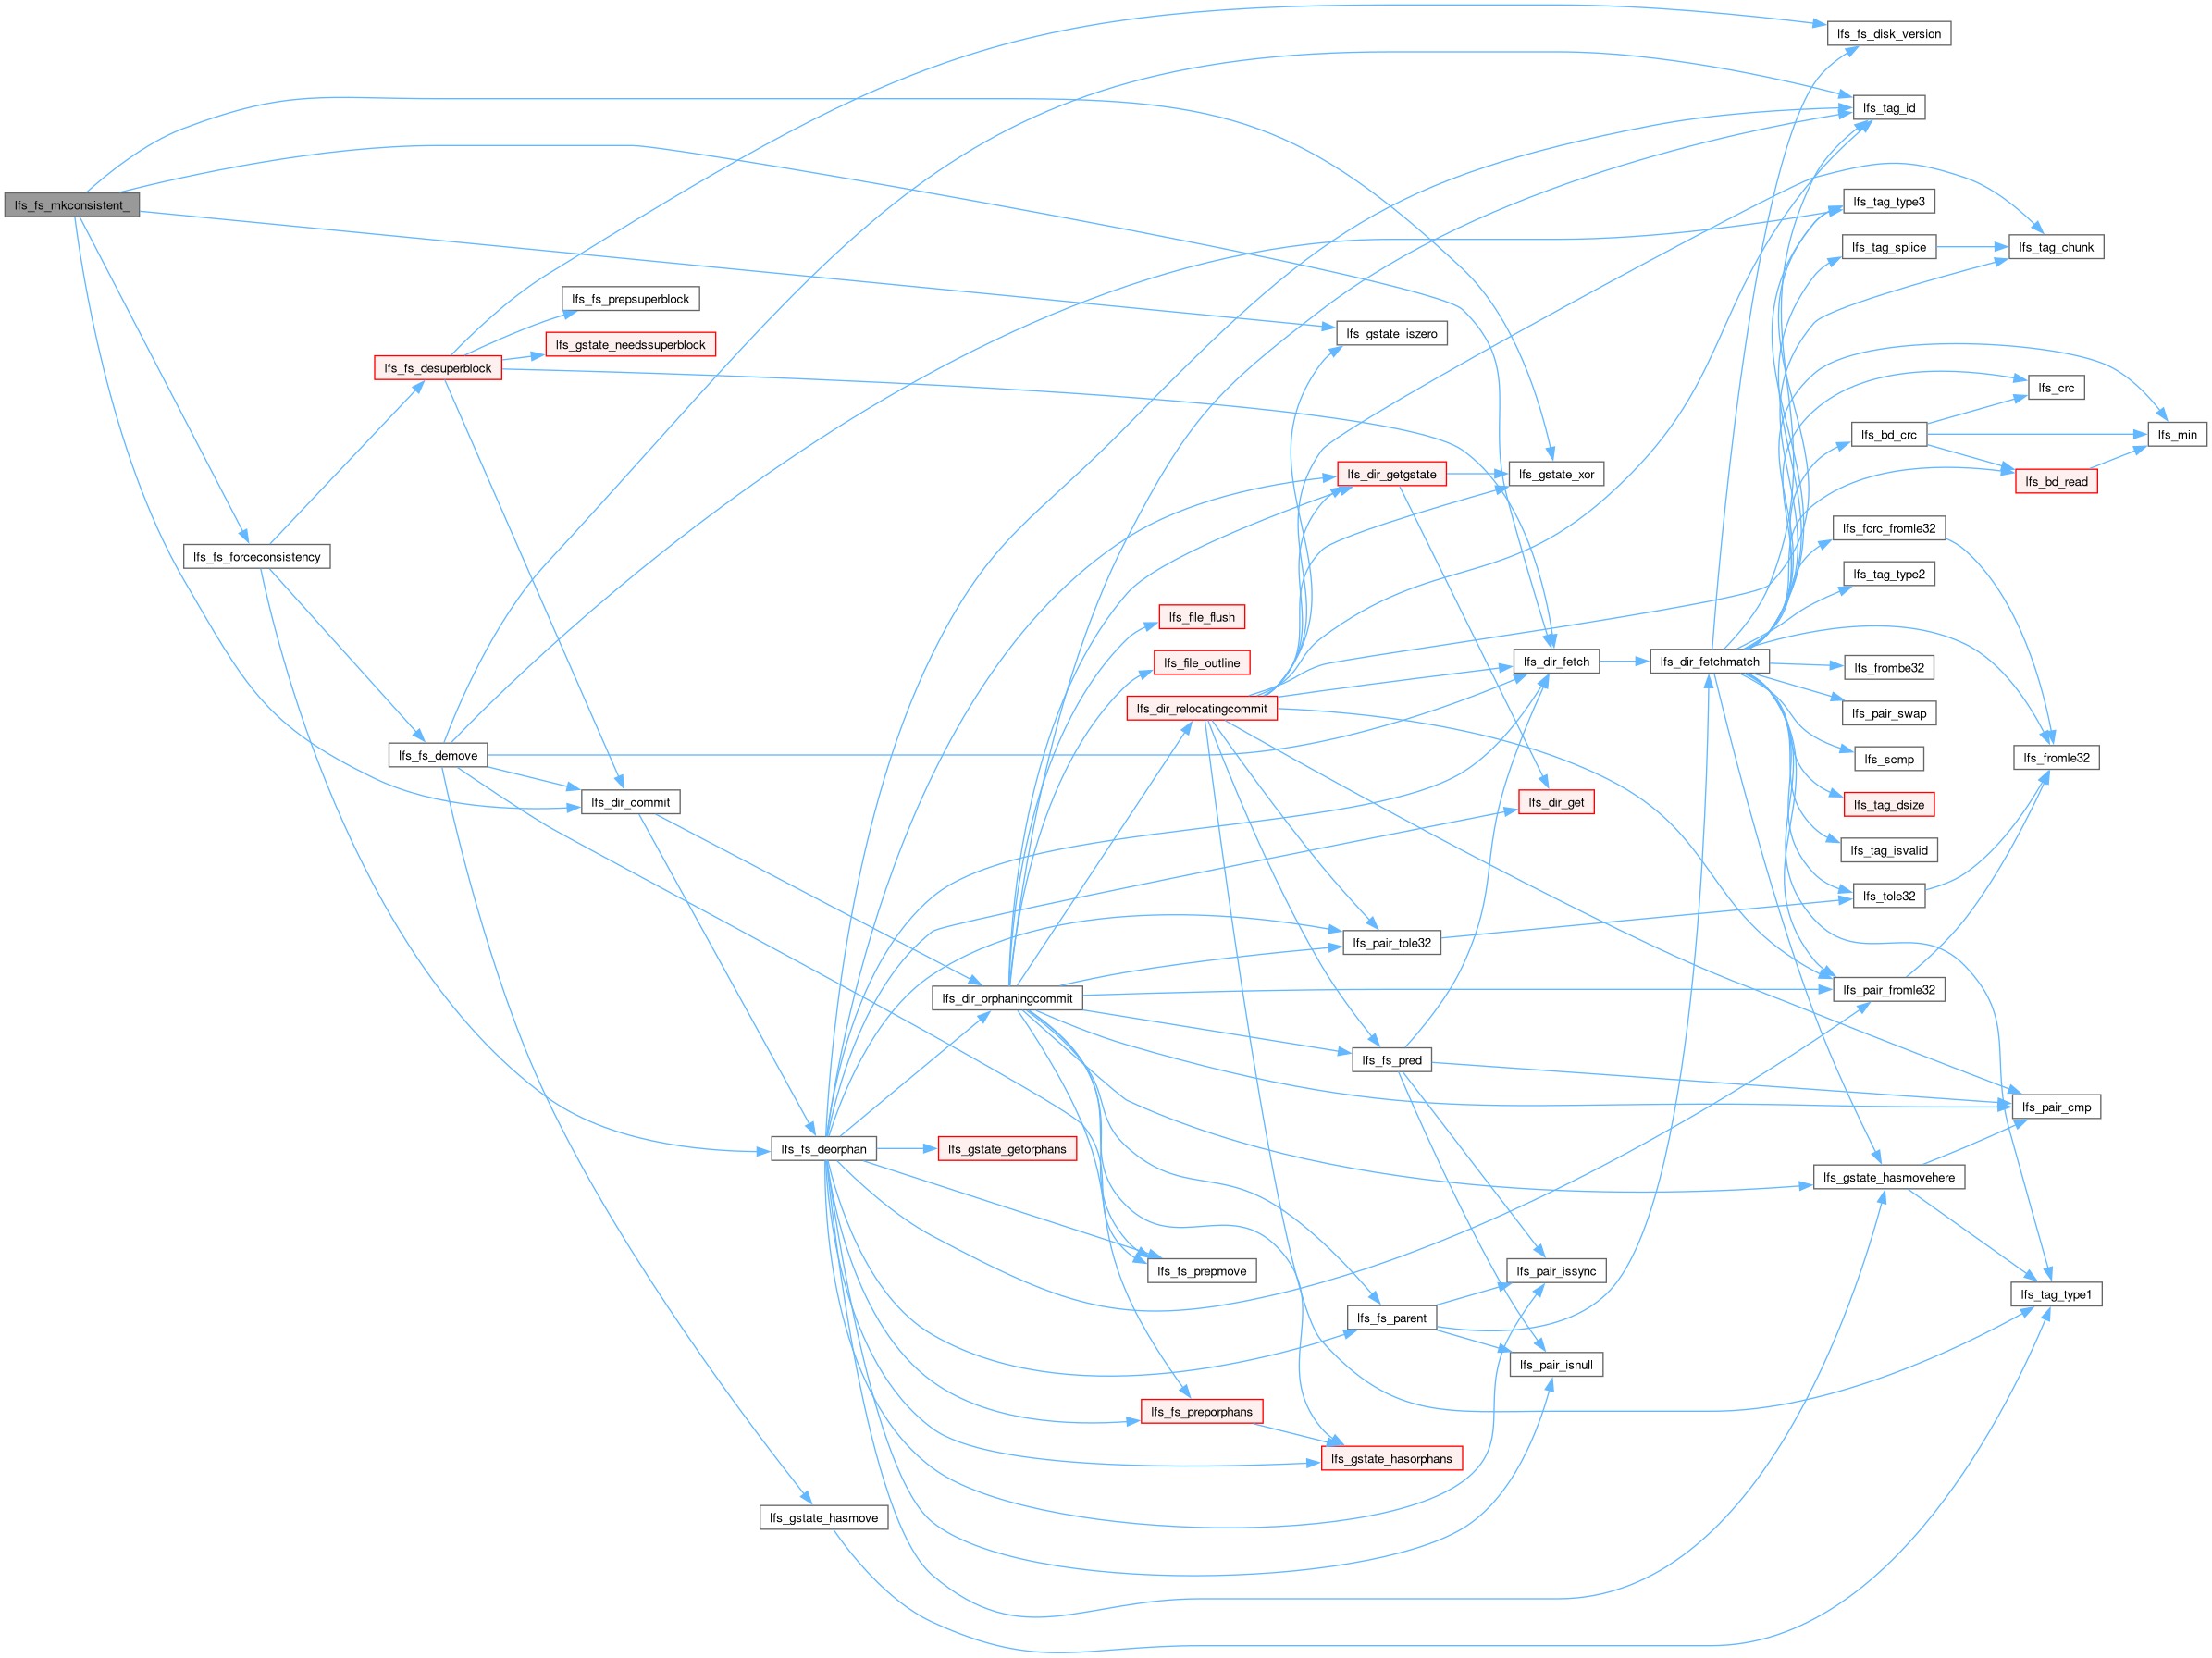 lfs_fs_disk_version
lfs_tag_id
lfs_fs_mkconsistent_
lfs_tag_type3
lfs_tag_splice
lfs_tag_chunk
lfs_fs_prepsuperblock
lfs_gstate_iszero
lfs_gstate_needssuperblock
lfs_fs_desuperblock
lfs_crc
lfs_bd_crc
lfs_min
lfs_dir_getgstate
lfs_gstate_xor
lfs_bd_read
lfs_fcrc_fromle32
lfs_fs_forceconsistency
lfs_tag_type2
lfs_file_flush
lfs_file_outline
lfs_dir_fetch
lfs_dir_fetchmatch
lfs_frombe32
lfs_dir_relocatingcommit
lfs_pair_swap
lfs_fs_demove
lfs_scmp
lfs_fromle32
lfs_dir_commit
lfs_dir_get
lfs_tag_dsize
lfs_tag_isvalid
lfs_tole32
lfs_pair_tole32
lfs_dir_orphaningcommit
lfs_pair_fromle32
lfs_fs_pred
lfs_pair_cmp
lfs_fs_deorphan
lfs_gstate_getorphans
lfs_gstate_hasmovehere
lfs_fs_prepmove
lfs_pair_issync
lfs_tag_type1
lfs_fs_parent
lfs_pair_isnull
lfs_fs_preporphans
lfs_gstate_hasorphans
lfs_gstate_hasmove